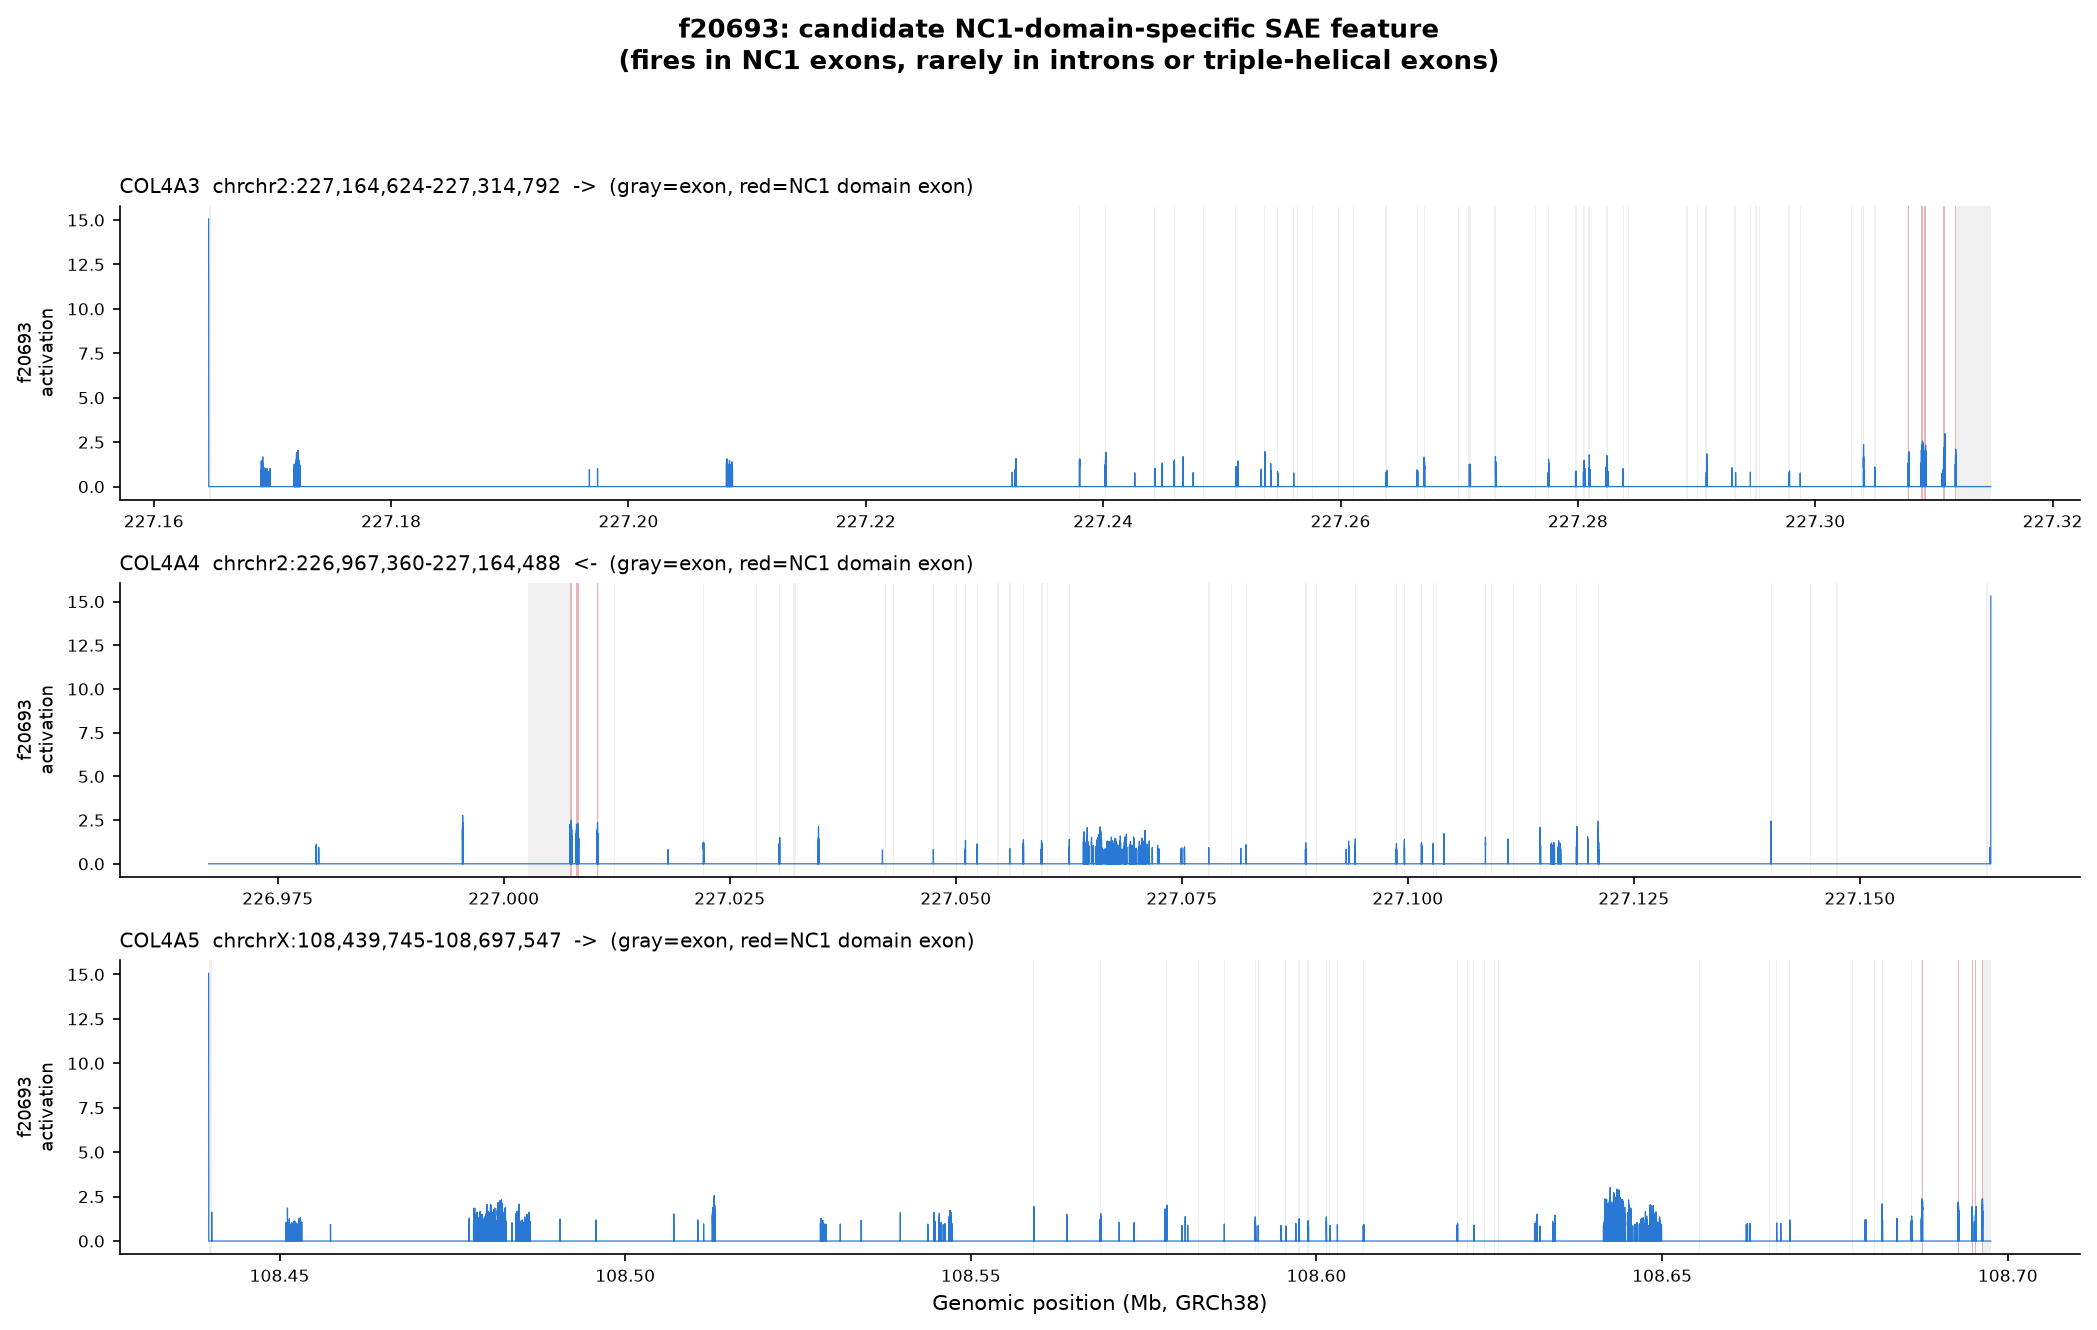 f20693: candidate NC1-domain-specific SAE feature
(fires in NC1 exons, rarely in introns or triple-helical exons)
COL4A3  chrchr2:227,164,624-227,314,792  ->  (gray=exon, red=NC1 domain exon)
15.0
12.5
10.0
7.5
5.0
2.5
0.0
f20693
activation
227.16 227.18 227.20 227.22 227.24 227.26 227.28 227.30 227.32
COL4A4  chrchr2:226,967,360-227,164,488  <-  (gray=exon, red=NC1 domain exon)
15.0
12.5
10.0
7.5
5.0
2.5
0.0
f20693
activation
226.975 227.000 227.025 227.050 227.075 227.100 227.125 227.150
COL4A5  chrchrX:108,439,745-108,697,547  ->  (gray=exon, red=NC1 domain exon)
15.0
12.5
10.0
7.5
5.0
2.5
0.0
f20693
activation
108.45 108.50 108.55 108.60 108.65 108.70
Genomic position (Mb, GRCh38)